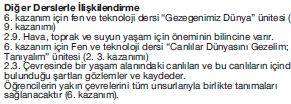 Diğer Derslerle İlişkilendirme
6. kazanım için fen ve teknoloji dersi “Gezegenimiz Dünya” ünitesi (
9. kazanımı)
2.9. Hava, toprak ve suyun yaşam için öneminin bilincine varır.
6. kazanım için Fen ve teknoloji dersi “Canlılar Dünyasını Gezelim;
Tanıyalım” ünitesi (2. 3. kazanımı)
2.3. Çevresinde bir yaşam alanındaki canlıları ve bu canlıların içinde
bulunduğu şartları gözlemler ve kaydeder.
Öğrencilerin yakın çevrelerini tüm unsurlarıyla birlikte tanımaları
sağlanacaktır (6. kazanım).